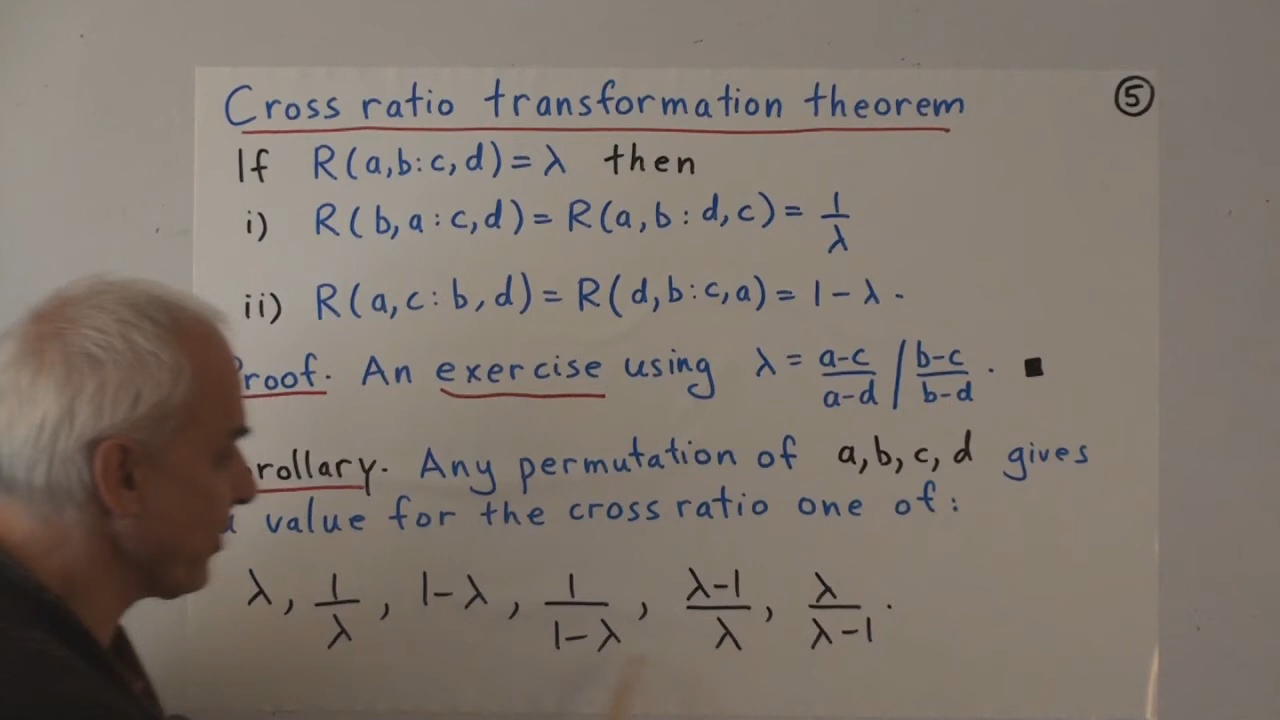 Cross ratio transformation theorem ⑤
If R(a,b:c,d)=λ then
i) R(b,a:c,d)=R(a,b:d,c)=1/λ
ii) R(a,c:b,d)=R(d,b:c,a)=1-λ.
roof. An exercise using λ = (a-c)/(a-d) / (b-c)/(b-d). ■
rollary. Any permutation of a,b,c,d gives
value for the cross ratio one of:
λ, 1/λ, 1-λ, 1/(1-λ), (λ-1)/λ, λ/(λ-1).